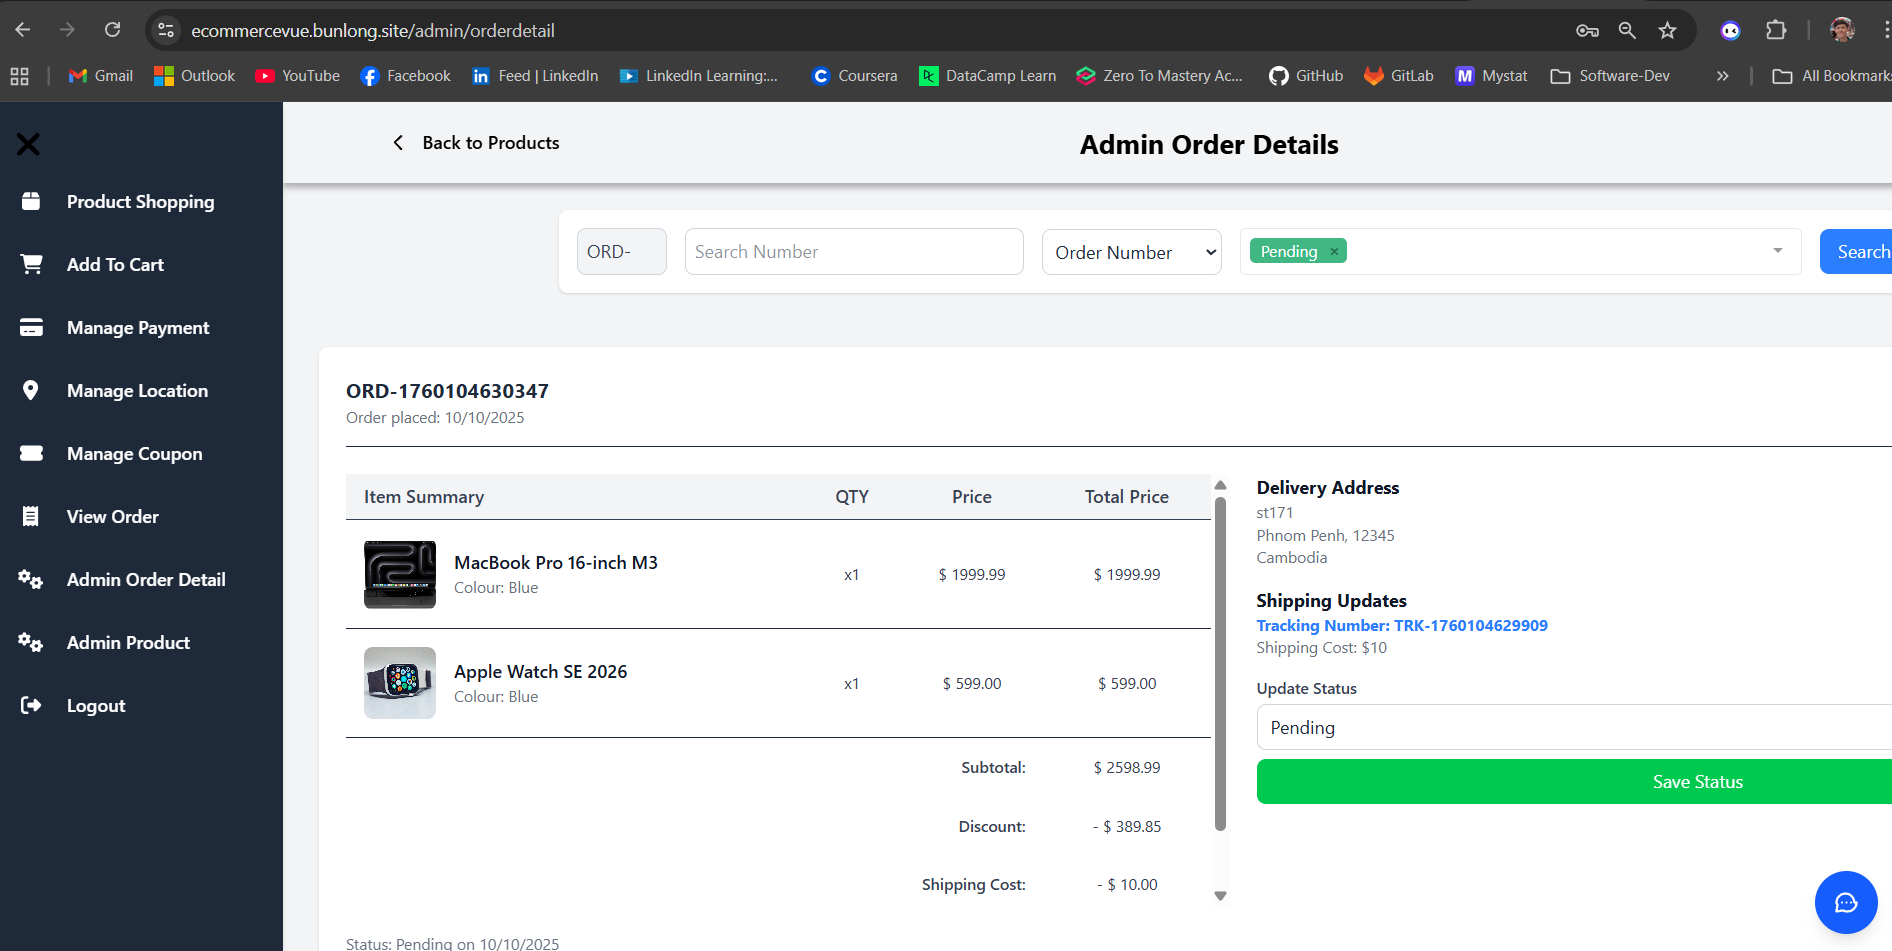 ecommercevue.bunlong.site/admin/orderdetail
Gmail Outlook YouTube Facebook Feed | LinkedIn LinkedIn Learning:... Coursera DataCamp Learn Zero To Mastery Ac... GitHub GitLab Mystat Software-Dev » All Bookmarks
Back to Products
Admin Order Details
Product Shopping
Add To Cart
Manage Payment
Manage Location
Manage Coupon
View Order
Admin Order Detail
Admin Product
Logout
ORD- Search Number Order Number Pending × Search
ORD-1760104630347
Order placed: 10/10/2025
Item Summary QTY Price Total Price
MacBook Pro 16-inch M3
Colour: Blue
x1 $ 1999.99 $ 1999.99
Apple Watch SE 2026
Colour: Blue
x1 $ 599.00 $ 599.00
Subtotal: $ 2598.99
Discount: - $ 389.85
Shipping Cost: - $ 10.00
Status: Pending on 10/10/2025
Delivery Address
st171
Phnom Penh, 12345
Cambodia
Shipping Updates
Tracking Number: TRK-1760104629909
Shipping Cost: $10
Update Status
Pending
Save Status